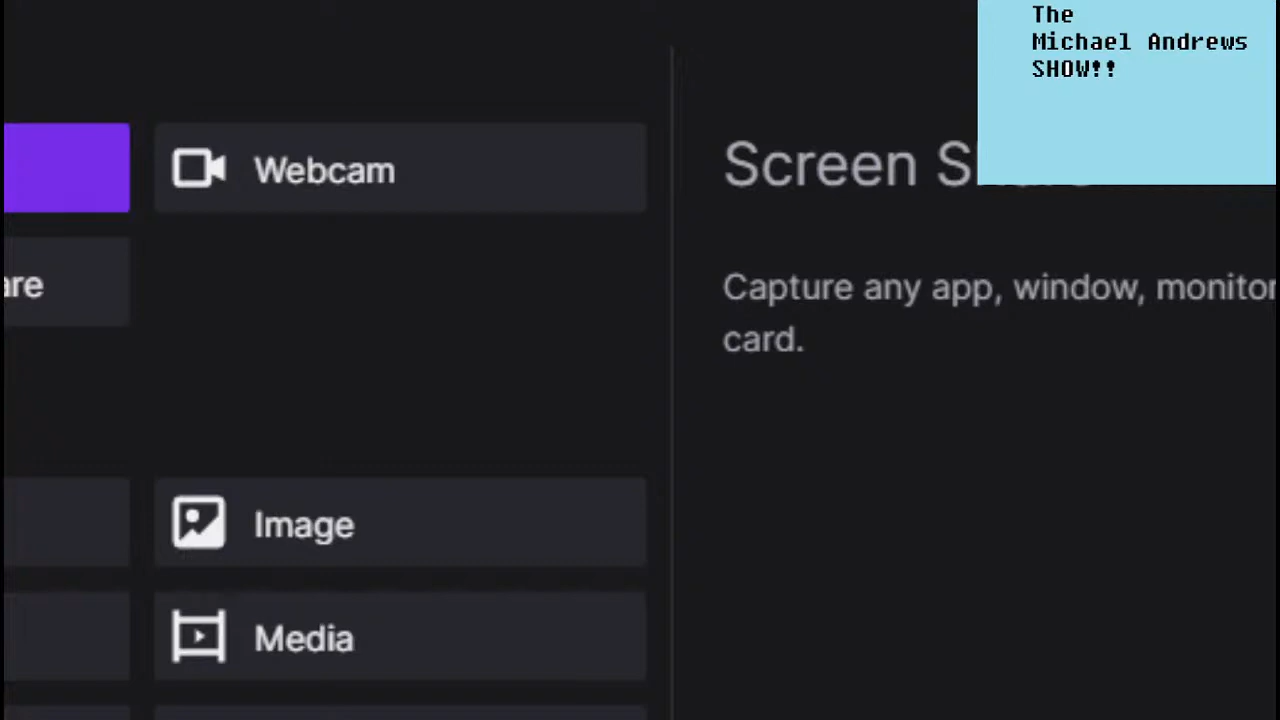 The
Michael Andrews
SHOW!!
Webcam
Screen
are
Capture any app, window, monitor
card.
Image
Media